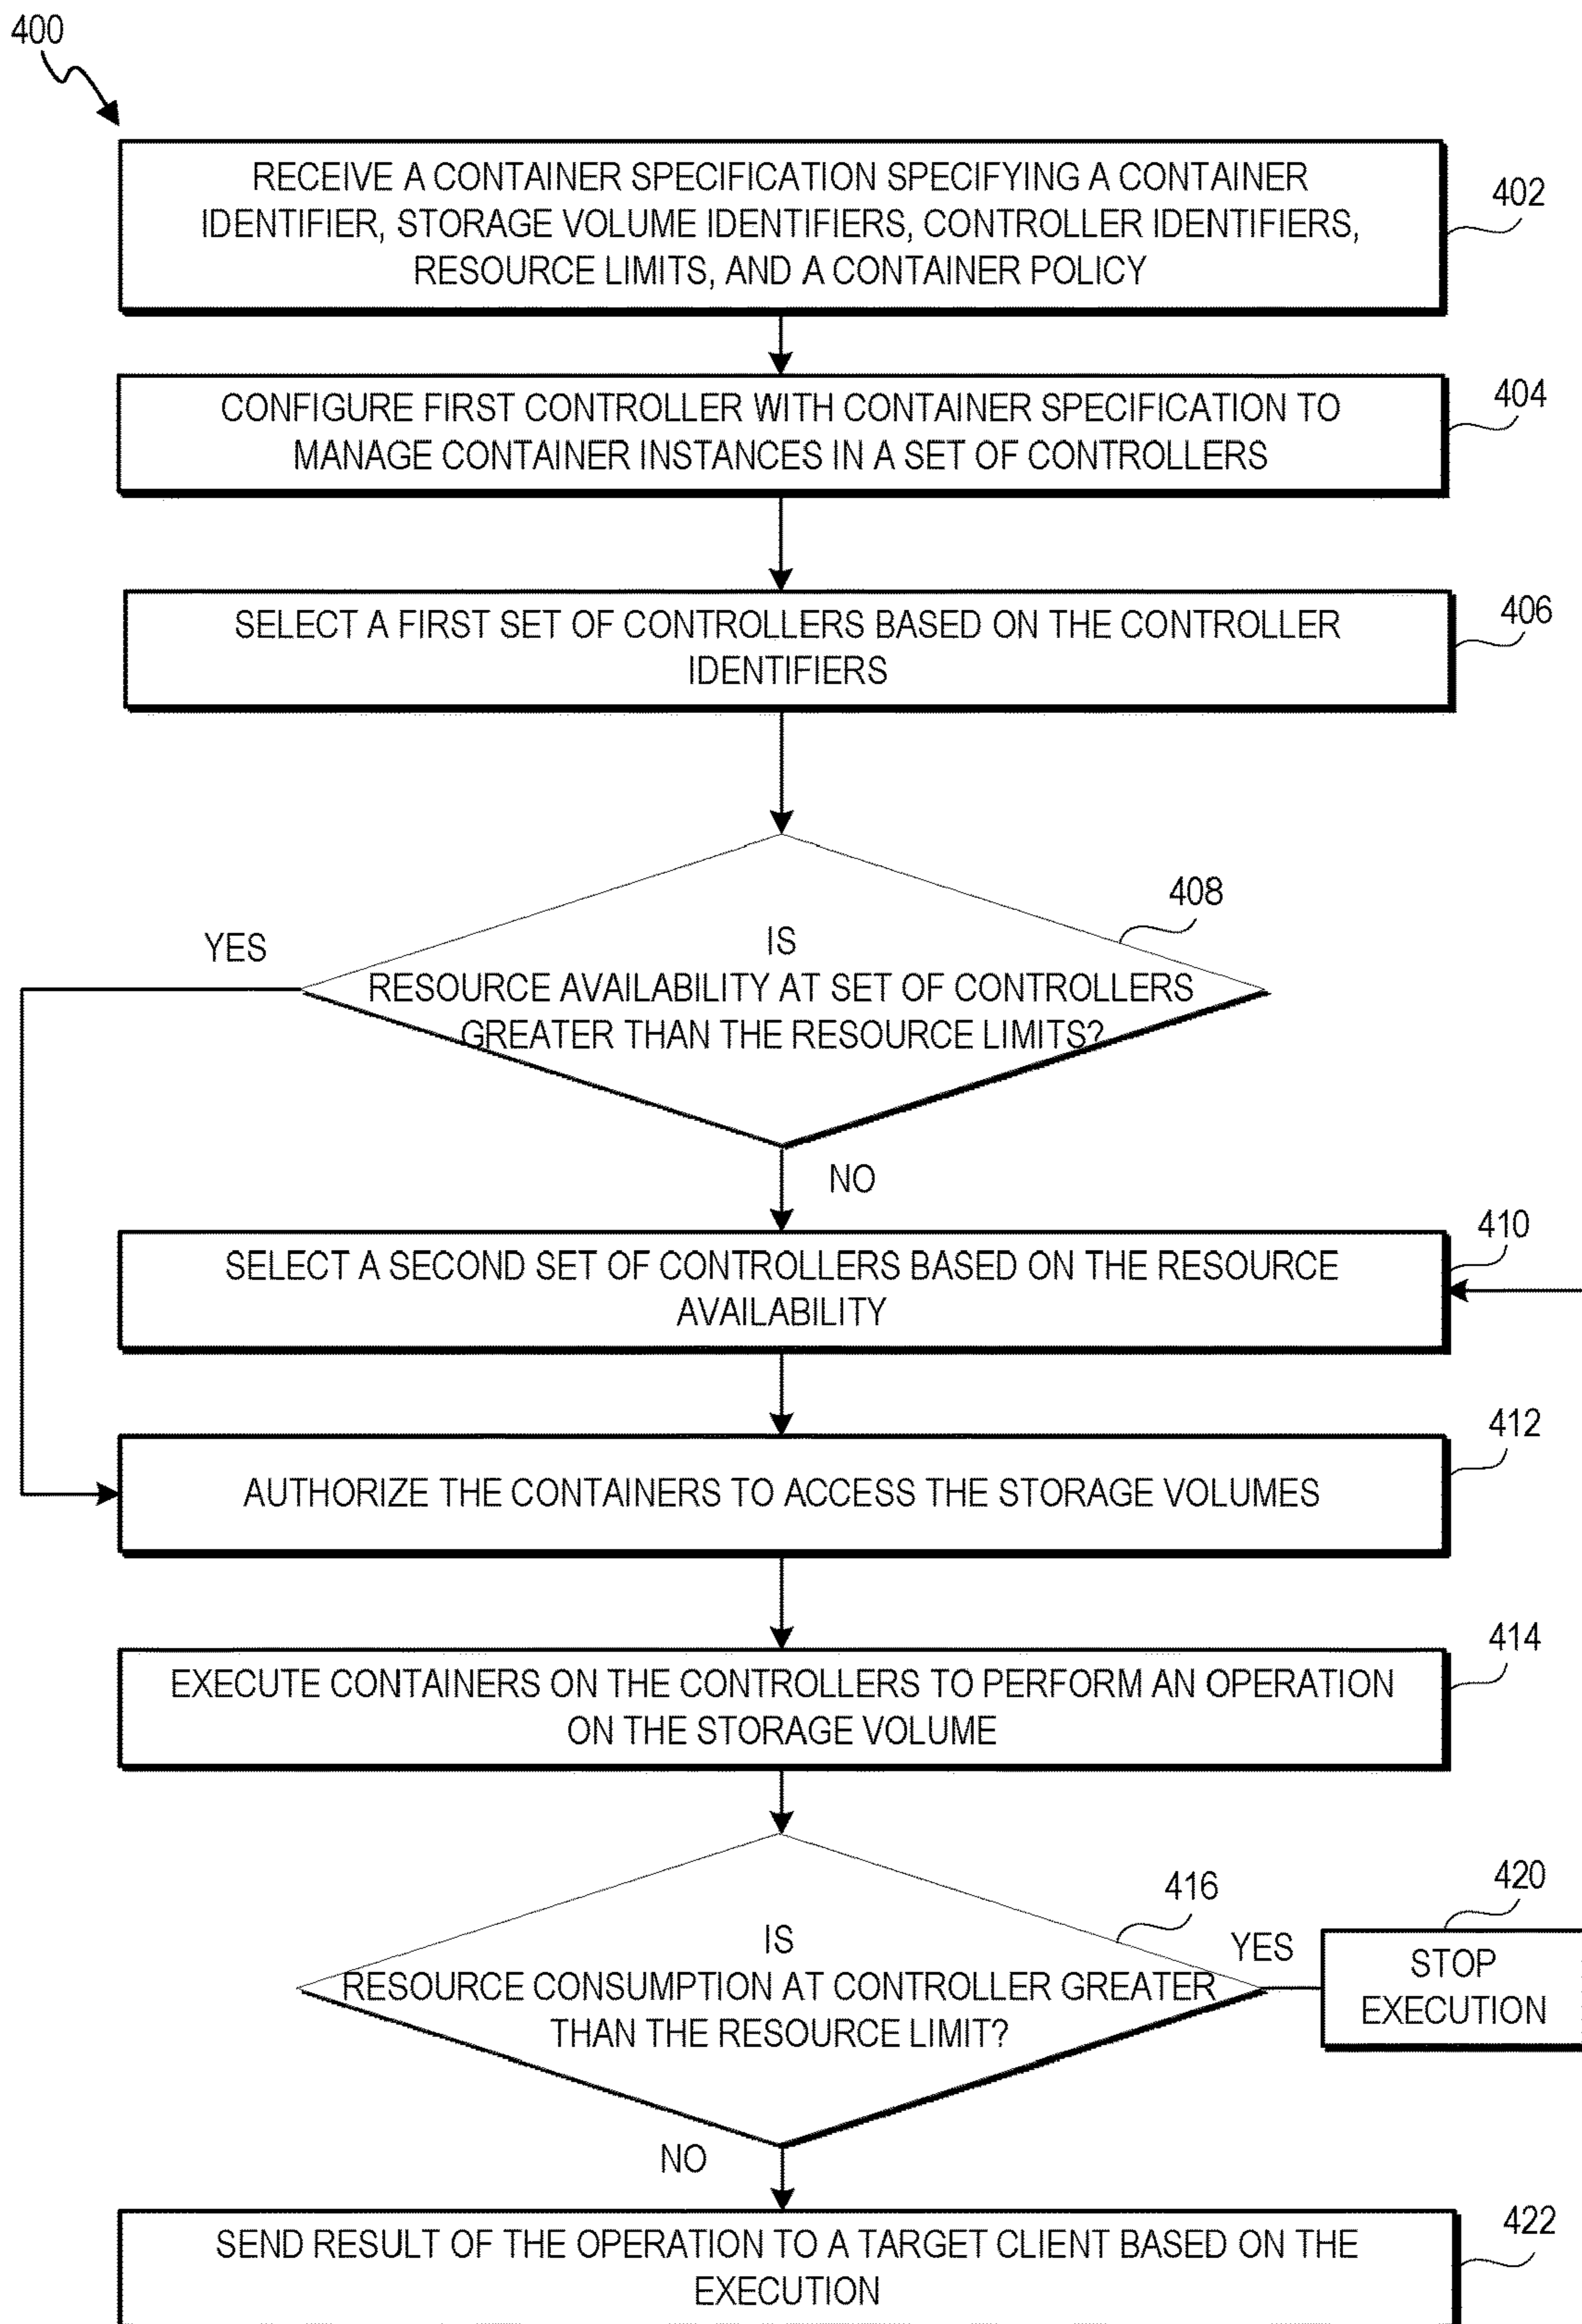 400
RECEIVE A CONTAINER SPECIFICATION SPECIFYING A CONTAINER
IDENTIFIER, STORAGE VOLUME IDENTIFIERS, CONTROLLER IDENTIFIERS,
RESOURCE LIMITS, AND A CONTAINER POLICY
402
CONFIGURE FIRST CONTROLLER WITH CONTAINER SPECIFICATION TO
MANAGE CONTAINER INSTANCES IN A SET OF CONTROLLERS
404
SELECT A FIRST SET OF CONTROLLERS BASED ON THE CONTROLLER
IDENTIFIERS
406
408
YES
IS
RESOURCE AVAILABILITY AT SET OF CONTROLLERS
GREATER THAN THE RESOURCE LIMITS?
NO
410
SELECT A SECOND SET OF CONTROLLERS BASED ON THE RESOURCE
AVAILABILITY
412
AUTHORIZE THE CONTAINERS TO ACCESS THE STORAGE VOLUMES
414
EXECUTE CONTAINERS ON THE CONTROLLERS TO PERFORM AN OPERATION
ON THE STORAGE VOLUME
416
420
IS
RESOURCE CONSUMPTION AT CONTROLLER GREATER
THAN THE RESOURCE LIMIT?
YES
STOP
EXECUTION
NO
SEND RESULT OF THE OPERATION TO A TARGET CLIENT BASED ON THE
EXECUTION
422